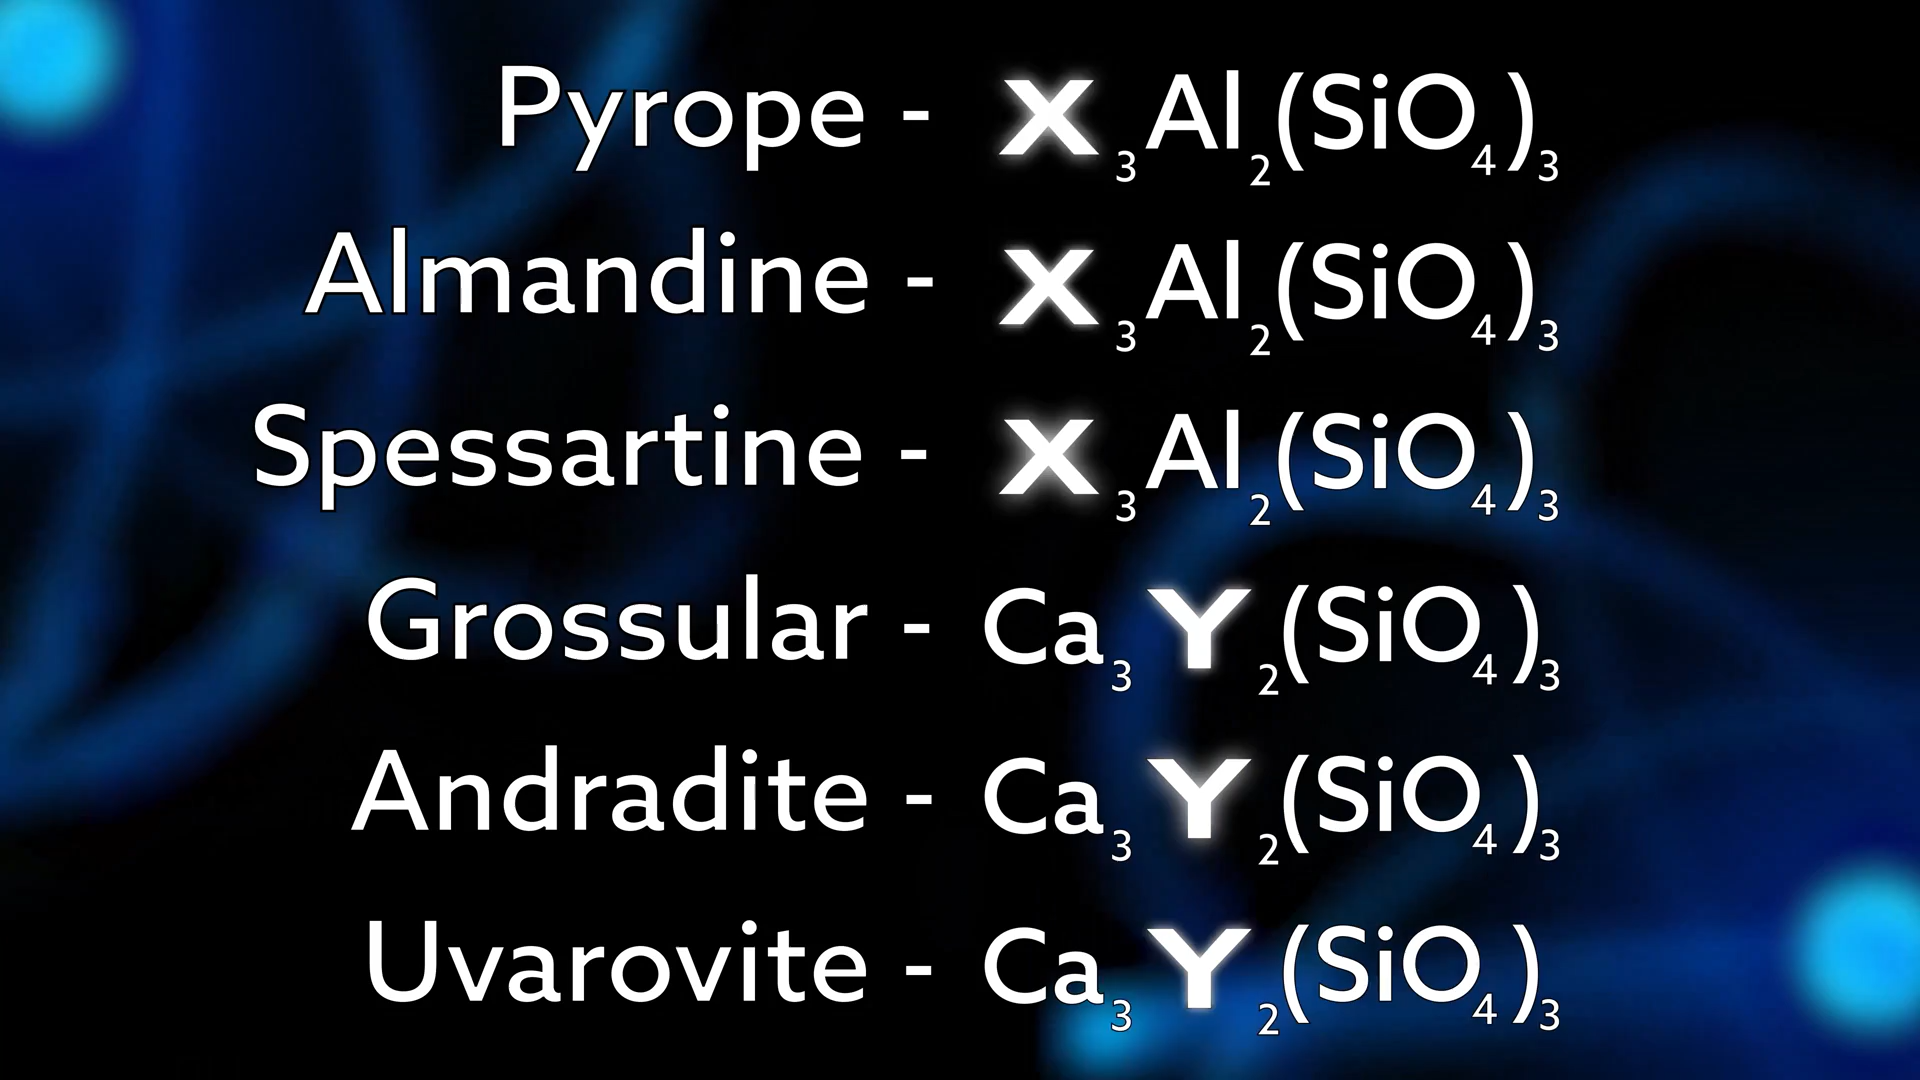 Pyrope - X₃Al₂(SiO₄)₃
Almandine - X₃Al₂(SiO₄)₃
Spessartine - X₃Al₂(SiO₄)₃
Grossular - Ca₃Y₂(SiO₄)₃
Andradite - Ca₃Y₂(SiO₄)₃
Uvarovite - Ca₃Y₂(SiO₄)₃